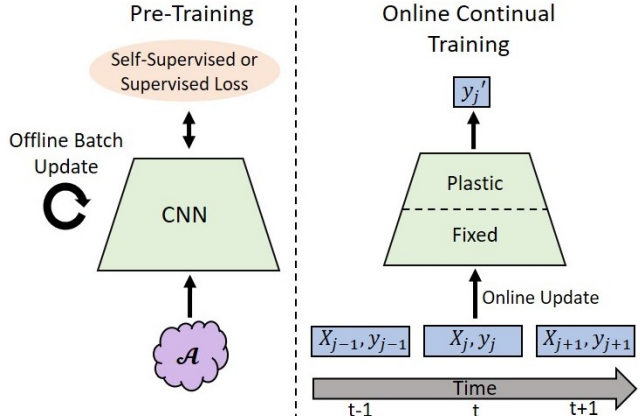 Pre-Training
Self-Supervised or
Supervised Loss
Offline Batch
Update
CNN
𝓐
Online Continual
Training
y_j'
Plastic
Fixed
Online Update
X_{j−1}, y_{j−1}
X_j, y_j
X_{j+1}, y_{j+1}
Time
t-1
t
t+1